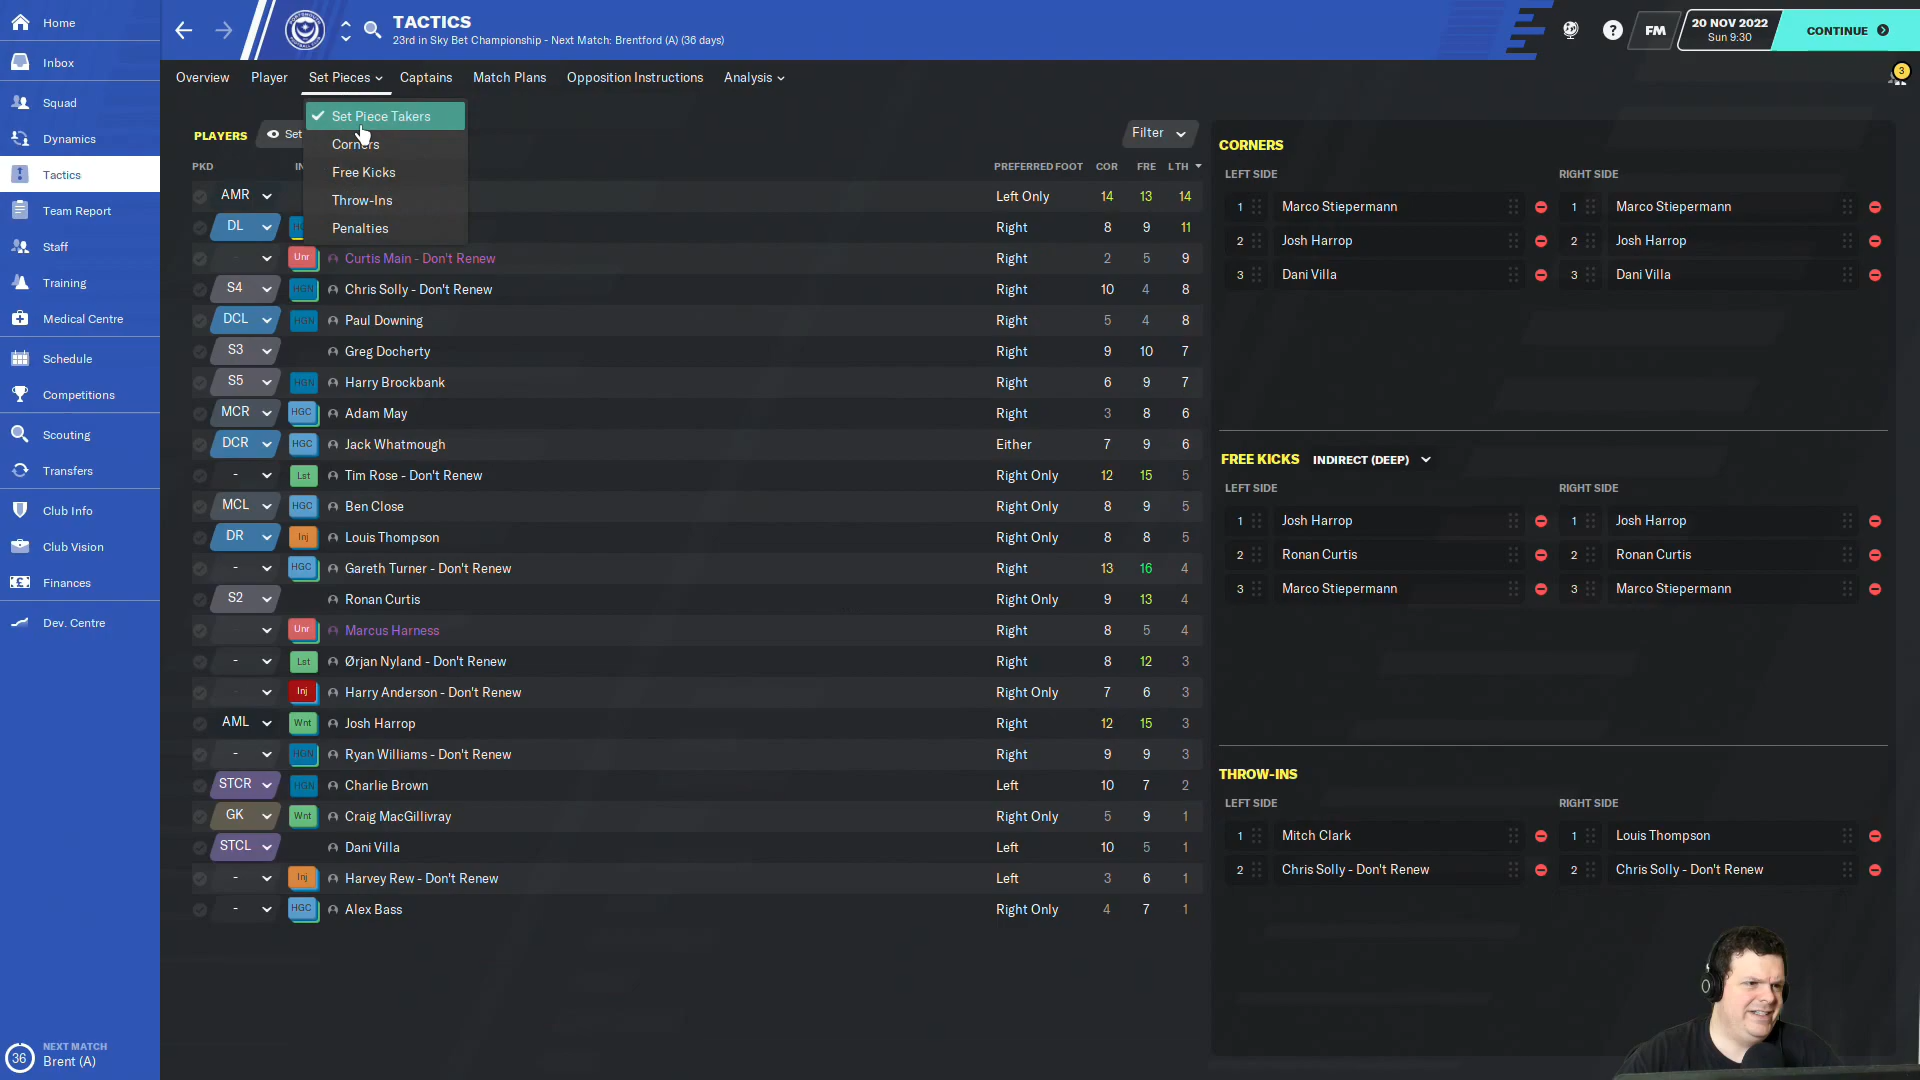 Home
Inbox
Squad
Dynamics
Tactics
Team Report
Staff
Training
Medical Centre
Schedule
Competitions
Scouting
Transfers
Club Info
Club Vision
Finances
Dev. Centre
36 NEXT MATCH
Brent (A)
TACTICS
23rd in Sky Bet Championship - Next Match: Brentford (A) (36 days)
FM
20 NOV 2022
Sun 9:30
CONTINUE
3
Overview Player Set Pieces Captains Match Plans Opposition Instructions Analysis
Set Piece Takers
Corners
Free Kicks
Throw-Ins
Penalties
PLAYERS Set Filter
PKD IN PREFERRED FOOT COR FRE LTH
AMR Left Only 14 13 14
DL Right 8 9 11
Unr Curtis Main - Don't Renew Right 2 5 9
S4 HGN Chris Solly - Don't Renew Right 10 4 8
DCL HGN Paul Downing Right 5 4 8
S3 Greg Docherty Right 9 10 7
S5 HGN Harry Brockbank Right 6 9 7
MCR HGC Adam May Right 3 8 6
DCR HGC Jack Whatmough Either 7 9 6
- Lst Tim Rose - Don't Renew Right Only 12 15 5
MCL HGC Ben Close Right 8 9 5
DR Inj Louis Thompson Right Only 8 8 5
- HGC Gareth Turner - Don't Renew Right 13 16 4
S2 Ronan Curtis Right Only 9 13 4
Unr Marcus Harness Right 8 5 4
- Lst Ørjan Nyland - Don't Renew Right 8 12 3
Inj Harry Anderson - Don't Renew Right Only 7 6 3
AML Wnt Josh Harrop Right 12 15 3
- HGN Ryan Williams - Don't Renew Right 9 9 3
STCR HGN Charlie Brown Left 10 7 2
GK Wnt Craig MacGillivray Right Only 5 9 1
STCL Dani Villa Left 10 5 1
- Inj Harvey Rew - Don't Renew Left 3 6 1
- HGC Alex Bass Right Only 4 7 1
CORNERS
LEFT SIDE RIGHT SIDE
1 Marco Stiepermann 1 Marco Stiepermann
2 Josh Harrop 2 Josh Harrop
3 Dani Villa 3 Dani Villa
FREE KICKS INDIRECT (DEEP)
LEFT SIDE RIGHT SIDE
1 Josh Harrop 1 Josh Harrop
2 Ronan Curtis 2 Ronan Curtis
3 Marco Stiepermann 3 Marco Stiepermann
THROW-INS
LEFT SIDE RIGHT SIDE
1 Mitch Clark 1 Louis Thompson
2 Chris Solly - Don't Renew 2 Chris Solly - Don't Renew